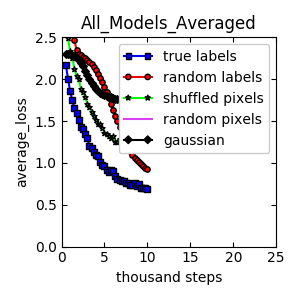 All_Models_Averaged
2.5
2.0
1.5
1.0
0.5
0.0
average_loss
true labels
random labels
shuffled pixels
random pixels
gaussian
0 5 10 15 20 25
thousand steps